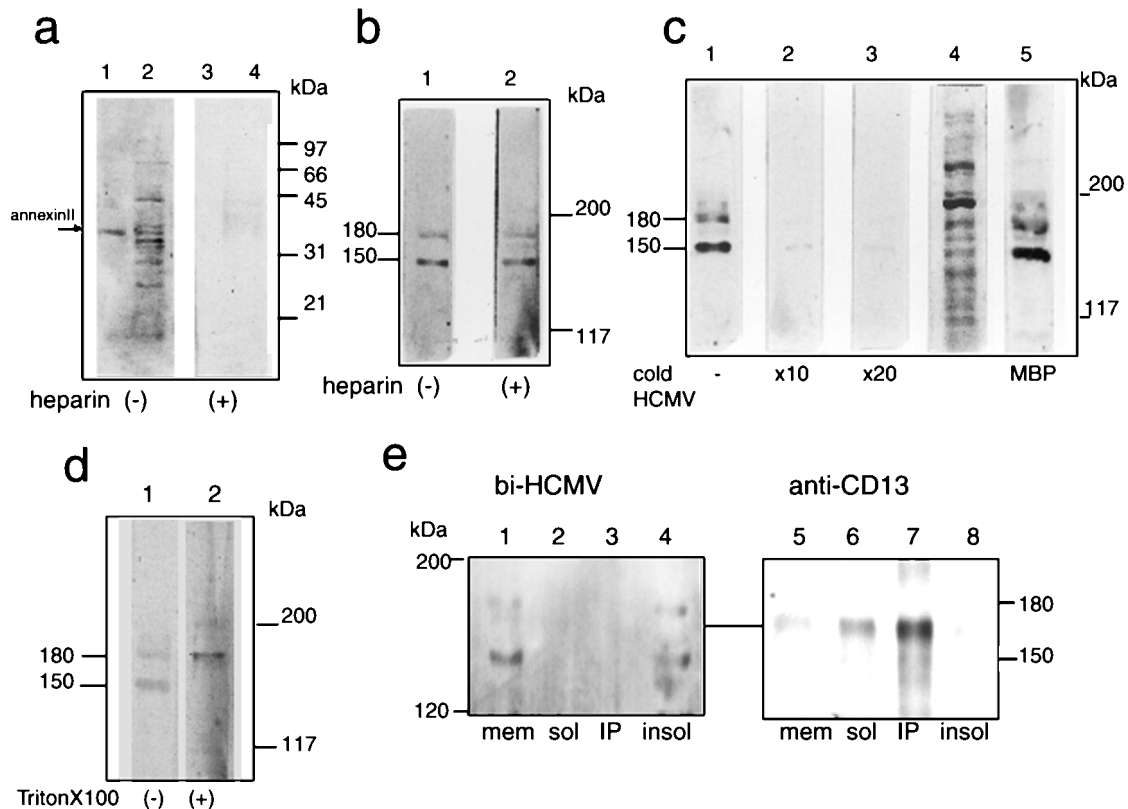 a
1 2 3 4
kDa
97
66
45
annexinII
31
21
heparin (-) (+)
b
1 2
kDa
200
180
150
117
heparin (-) (+)
c
1 2 3 4 5
kDa
200
180
150
117
cold - x10 x20 MBP
HCMV
d
1 2
kDa
200
180
150
117
TritonX100 (-) (+)
e
bi-HCMV anti-CD13
kDa 1 2 3 4 5 6 7 8
200
180
150
120
mem sol IP insol mem sol IP insol